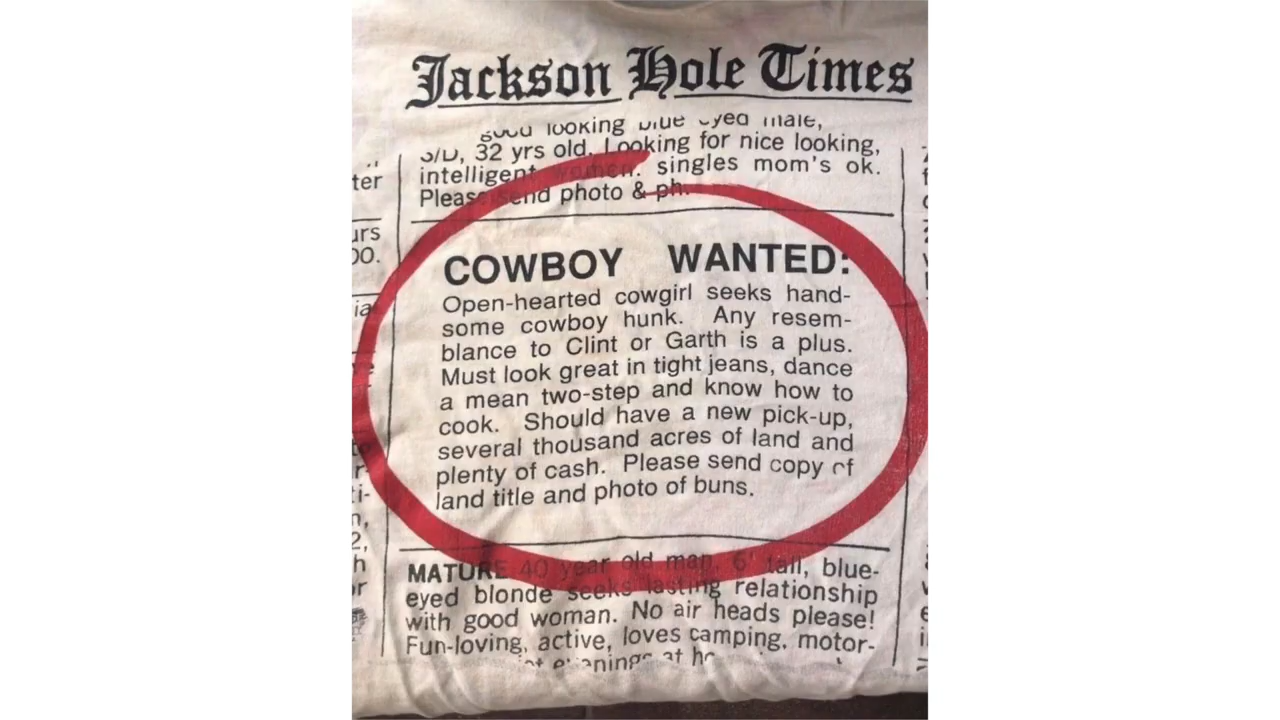 Jackson Hole Times
looking blue eyed male,
S/D, 32 yrs old. Looking for nice looking,
intelligent women. singles mom's ok.
Please send photo & ph.
COWBOY WANTED:
Open-hearted cowgirl seeks hand-
some cowboy hunk. Any resem-
blance to Clint or Garth is a plus.
Must look great in tight jeans, dance
a mean two-step and know how to
cook. Should have a new pick-up,
several thousand acres of land and
plenty of cash. Please send copy of
land title and photo of buns.
MATURE 40 year old man, 6' tall, blue-
eyed blonde seeks lasting relationship
with good woman. No air heads please!
Fun-loving, active, loves camping, motor-
at